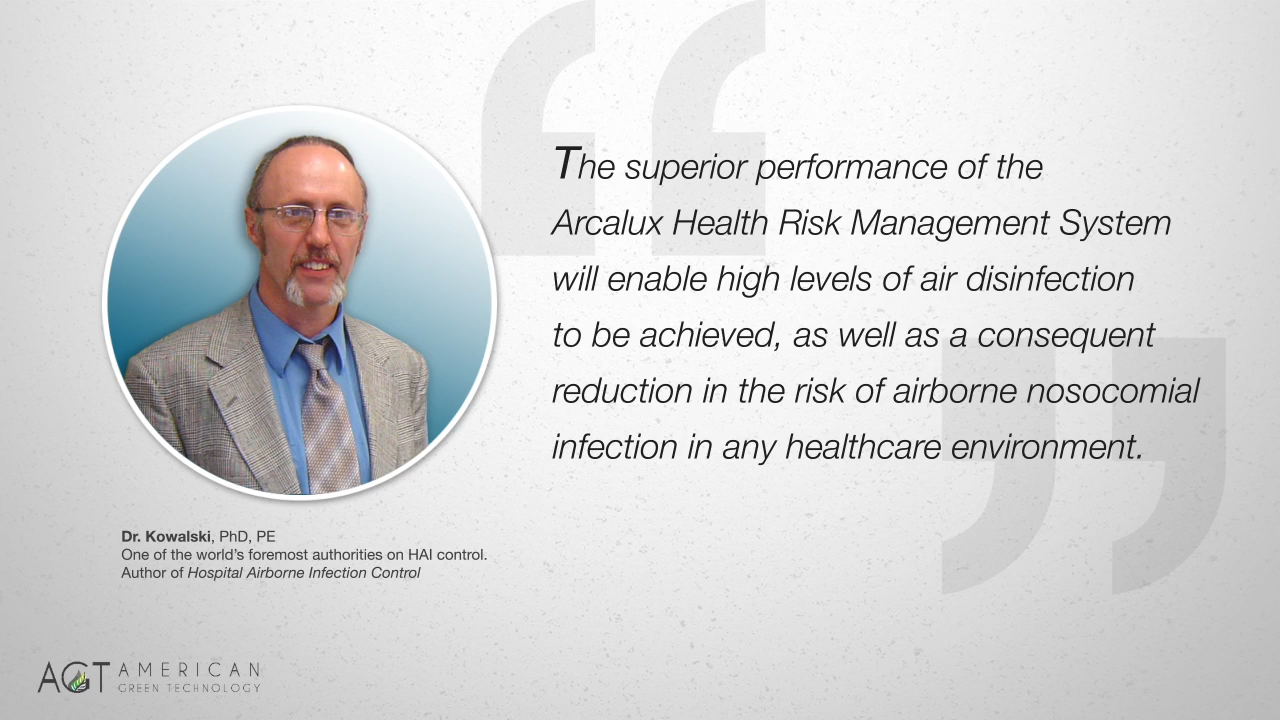 The superior performance of the
Arcalux Health Risk Management System
will enable high levels of air disinfection
to be achieved, as well as a consequent
reduction in the risk of airborne nosocomial
infection in any healthcare environment.
Dr. Kowalski, PhD, PE
One of the world's foremost authorities on HAI control.
Author of Hospital Airborne Infection Control
AGT AMERICAN
GREEN TECHNOLOGY